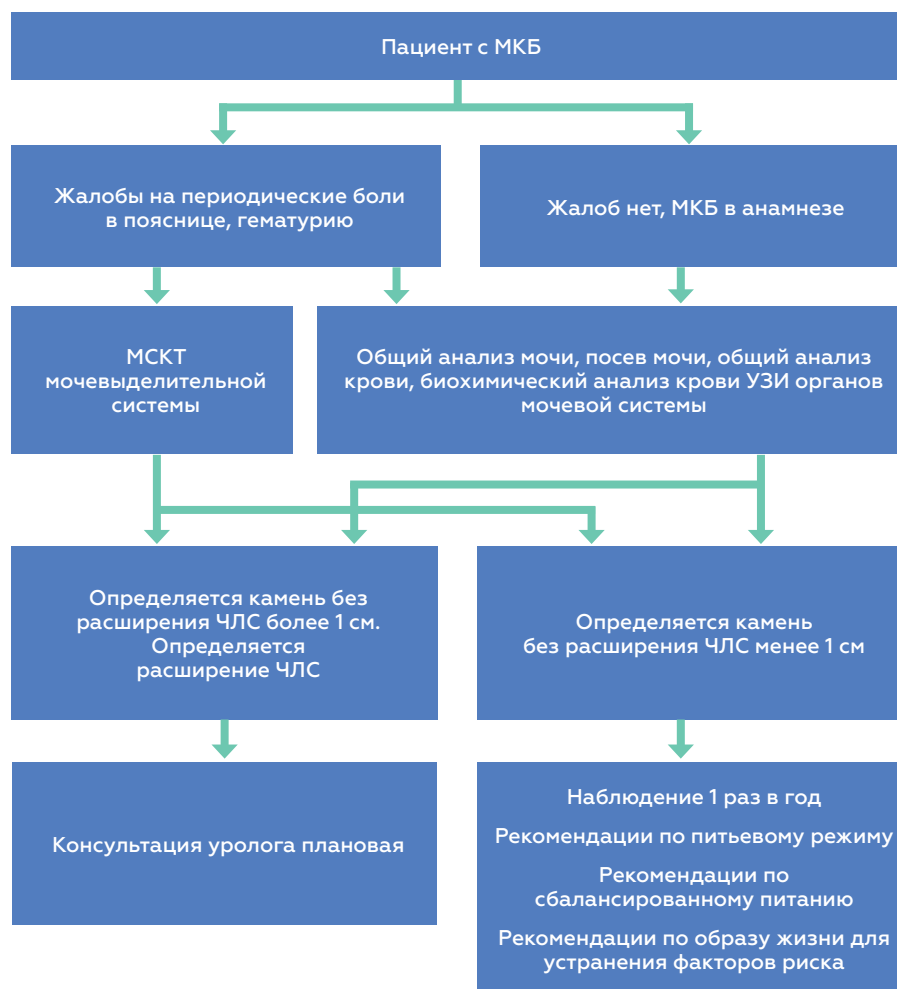 Пациент с МКБ
Жалобы на периодические боли
в пояснице, гематурию
Жалоб нет, МКБ в анамнезе
МСКТ
мочевыделительной
системы
Общий анализ мочи, посев мочи, общий анализ
крови, биохимический анализ крови УЗИ органов
мочевой системы
Определяется камень без
расширения ЧЛС более 1 см.
Определяется
расширение ЧЛС
Определяется камень
без расширения ЧЛС менее 1 см
Консультация уролога плановая
Наблюдение 1 раз в год
Рекомендации по питьевому режиму
Рекомендации по
сбалансированному питанию
Рекомендации по образу жизни для
устранения факторов риска